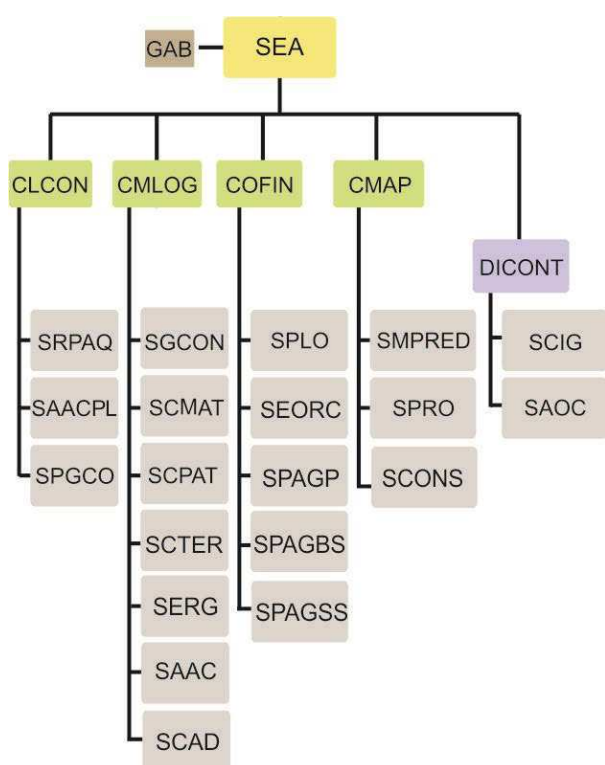 GAB
SEA
CLCON
CMLOG
COFIN
CMAP
DICONT
SRPAQ
SAACPL
SPGCO
SGCON
SCMAT
SCPAT
SCTER
SERG
SAAC
SCAD
SPLO
SEORC
SPAGP
SPAGBS
SPAGSS
SMPRED
SPRO
SCONS
SCIG
SAOC